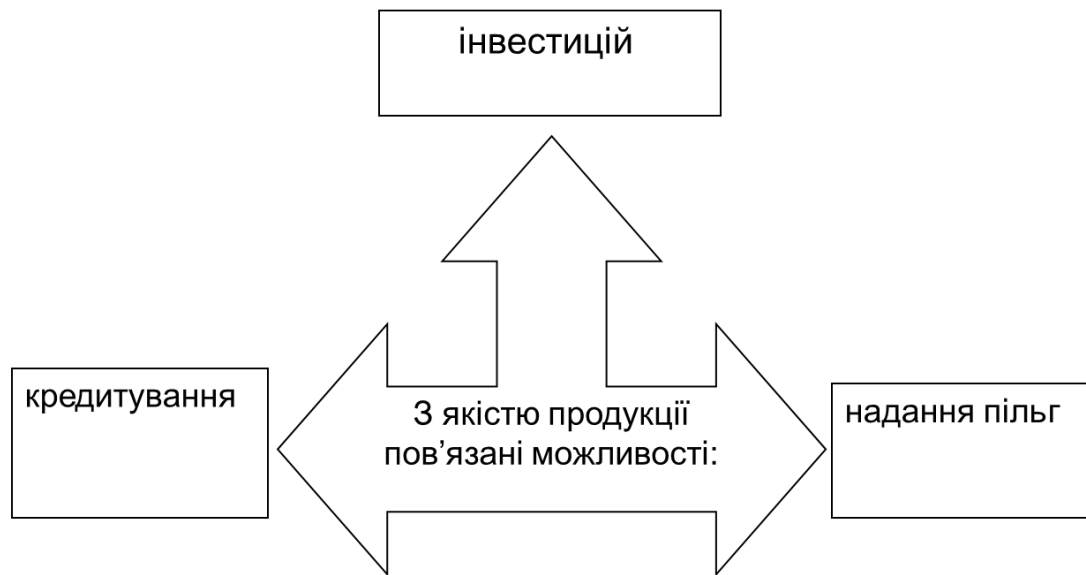 інвестицій
кредитування
З якістю продукції
пов’язані можливості:
надання пільг